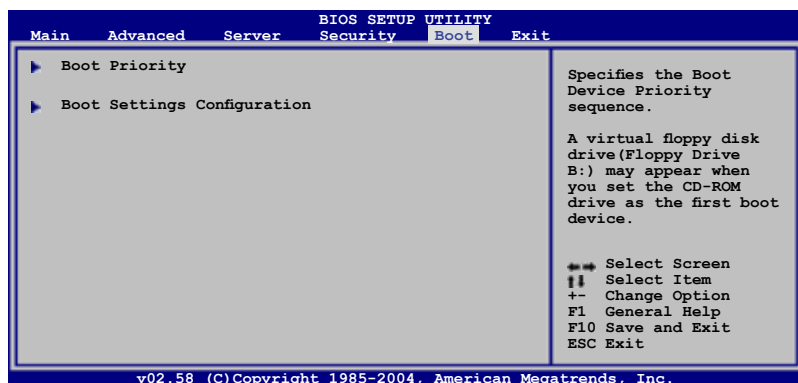 BIOS SETUP UTILITY
Main Advanced Server Security Boot Exit
Boot Priority
Boot Settings Configuration
Specifies the Boot
Device Priority
sequence.
A virtual floppy disk
drive(Floppy Drive
B:) may appear when
you set the CD-ROM
drive as the first boot
device.
Select Screen
Select Item
+- Change Option
F1 General Help
F10 Save and Exit
ESC Exit
v02.58 (C)Copyright 1985-2004, American Megatrends, Inc.